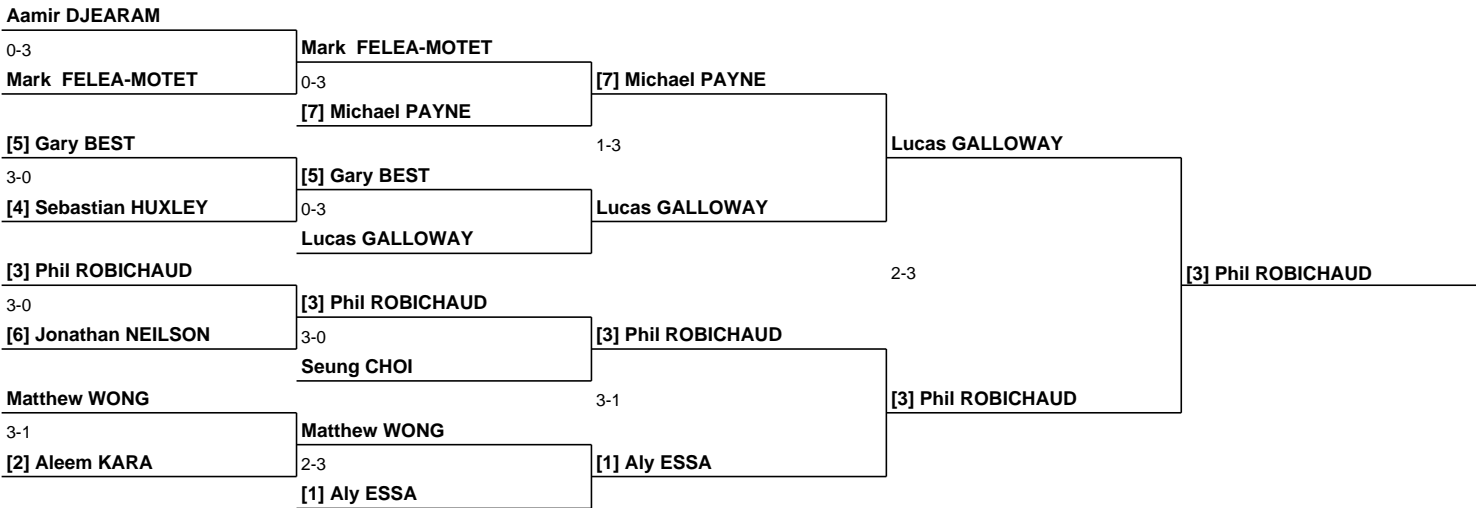 Aamir DJEARAM
0-3
Mark FELEA-MOTET
Mark FELEA-MOTET
0-3
[7] Michael PAYNE
[7] Michael PAYNE
[5] Gary BEST
1-3
Lucas GALLOWAY
3-0
[5] Gary BEST
[4] Sebastian HUXLEY
0-3
Lucas GALLOWAY
Lucas GALLOWAY
[3] Phil ROBICHAUD
2-3
[3] Phil ROBICHAUD
3-0
[3] Phil ROBICHAUD
[6] Jonathan NEILSON
3-0
[3] Phil ROBICHAUD
Seung CHOI
Matthew WONG
3-1
[3] Phil ROBICHAUD
3-1
Matthew WONG
[2] Aleem KARA
2-3
[1] Aly ESSA
[1] Aly ESSA